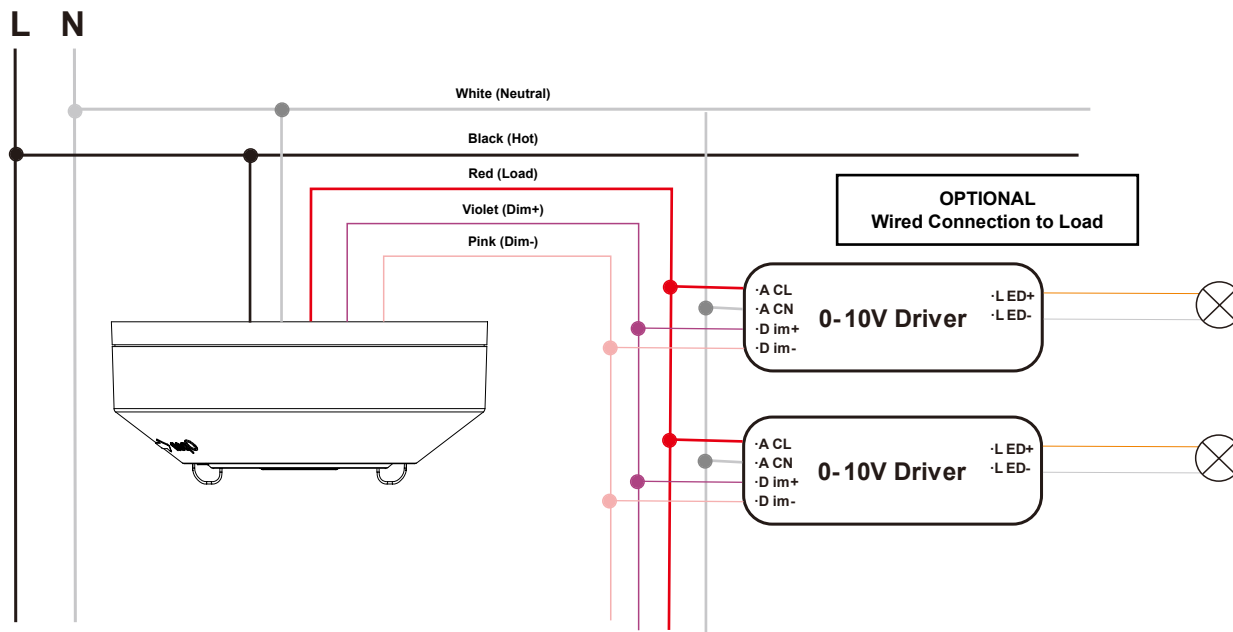 L N
White (Neutral)
Black (Hot)
Red (Load)
Violet (Dim+)
Pink (Dim-)
OPTIONAL
Wired Connection to Load
·A CL
·A CN
·D im+
·D im-
0-10V Driver
·L ED+
·L ED-
·A CL
·A CN
·D im+
·D im-
0-10V Driver
·L ED+
·L ED-